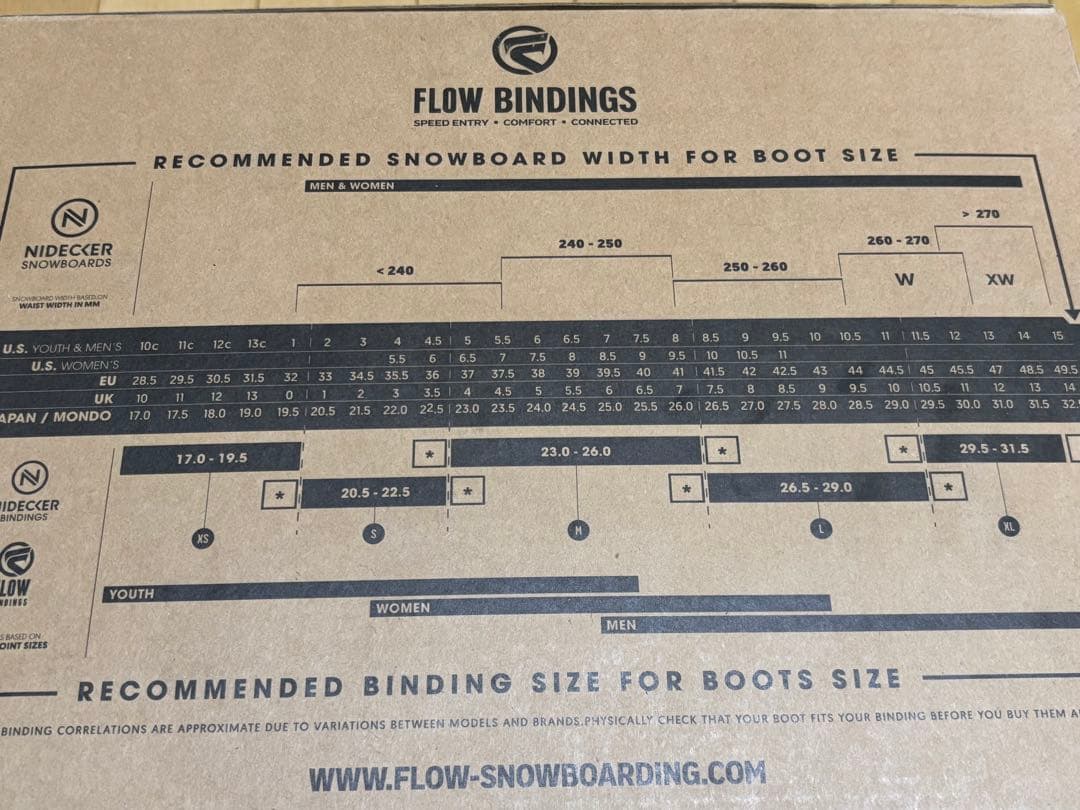 FLOW BINDINGS
SPEED ENTRY • COMFORT • CONNECTED
RECOMMENDED SNOWBOARD WIDTH FOR BOOT SIZE
MEN & WOMEN
NIDECKER
SNOWBOARDS
SNOWBOARD WIDTH BASED ON
WAIST WIDTH IN MM
< 240
240 - 250
250 - 260
260 - 270
> 270
W
XW
U.S. YOUTH & MEN'S 10c 11c 12c 13c 1 2 3 4 4.5 5 5.5 6 6.5 7 7.5 8 8.5 9 9.5 10 10.5 11 11.5 12 13 14 15
U.S. WOMEN'S 5.5 6 6.5 7 7.5 8 8.5 9 9.5 10 10.5 11
EU 28.5 29.5 30.5 31.5 32 33 34.5 35.5 36 37 37.5 38 39 39.5 40 41 41.5 42 42.5 43 44 44.5 45 45.5 47 48.5 49.5
UK 10 11 12 13 0 1 2 3 3.5 4 4.5 5 5.5 6 6.5 7 7.5 8 8.5 9 9.5 10 10.5 11 12 13 14
APAN / MONDO 17.0 17.5 18.0 19.0 19.5 20.5 21.5 22.0 22.5 23.0 23.5 24.0 24.5 25.0 25.5 26.0 26.5 27.0 27.5 28.0 28.5 29.0 29.5 30.0 31.0 31.5 32.
17.0 - 19.5 * 23.0 - 26.0 * * 29.5 - 31.5
* 20.5 - 22.5 * * 26.5 - 29.0 *
IDECKER
BINDINGS
XS S M L XL
LOW
NDINGS
S BASED ON
OINT SIZES
YOUTH
WOMEN
MEN
RECOMMENDED BINDING SIZE FOR BOOTS SIZE
BINDING CORRELATIONS ARE APPROXIMATE DUE TO VARIATIONS BETWEEN MODELS AND BRANDS.PHYSICALLY CHECK THAT YOUR BOOT FITS YOUR BINDING BEFORE YOU BUY THEM A
WWW.FLOW-SNOWBOARDING.COM